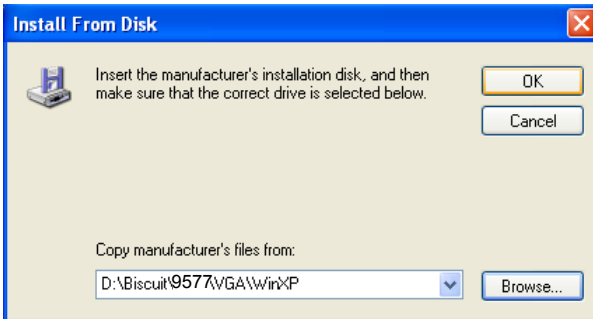 Install From Disk
Insert the manufacturer's installation disk, and then
make sure that the correct drive is selected below.
OK
Cancel
Copy manufacturer's files from:
D:\Biscuit\9577\VGA\WinXP
Browse...